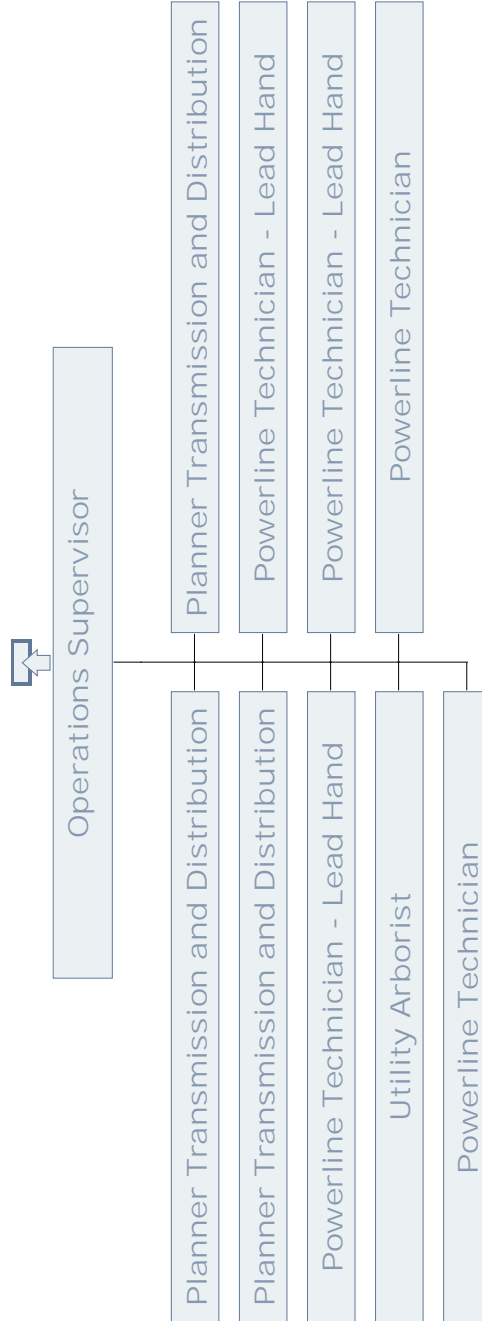 Operations Supervisor
Planner Transmission and Distribution
Planner Transmission and Distribution
Planner Transmission and Distribution
Powerline Technician - Lead Hand
Powerline Technician - Lead Hand
Powerline Technician - Lead Hand
Utility Arborist
Powerline Technician
Powerline Technician